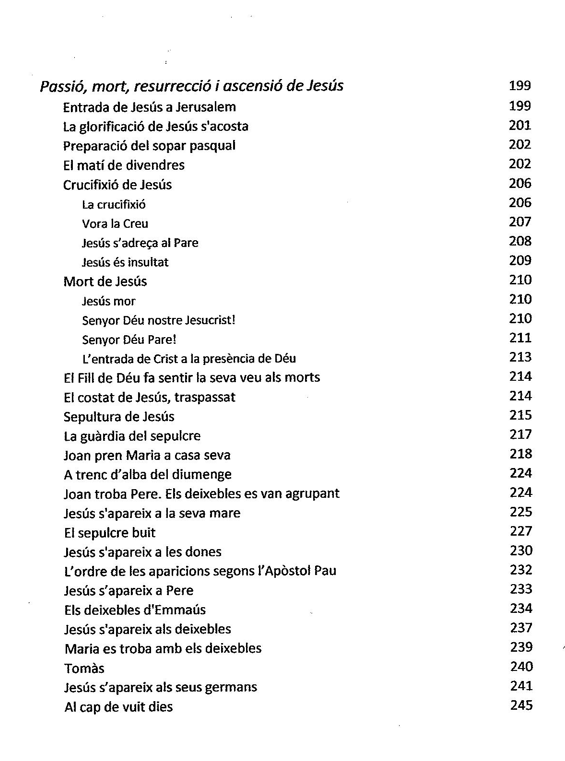 Passió, mort, resurrecció i ascensió de Jesús 199
Entrada de Jesús a Jerusalem 199
La glorificació de Jesús s'acosta 201
Preparació del sopar pasqual 202
El matí de divendres 202
Crucifixió de Jesús 206
La crucifixió 206
Vora la Creu 207
Jesús s’adreça al Pare 208
Jesús és insultat 209
Mort de Jesús 210
Jesús mor 210
Senyor Déu nostre Jesucrist! 210
Senyor Déu Pare! 211
L’entrada de Crist a la presència de Déu 213
El Fill de Déu fa sentir la seva veu als morts 214
El costat de Jesús, traspassat 214
Sepultura de Jesús 215
La guàrdia del sepulcre 217
Joan pren Maria a casa seva 218
A trenc d’alba del diumenge 224
Joan troba Pere. Els deixebles es van agrupant 224
Jesús s'apareix a la seva mare 225
El sepulcre buit 227
Jesús s'apareix a les dones 230
L’ordre de les aparicions segons l’Apòstol Pau 232
Jesús s’apareix a Pere 233
Els deixebles d'Emmaús 234
Jesús s'apareix als deixebles 237
Maria es troba amb els deixebles 239
Tomàs 240
Jesús s’apareix als seus germans 241
Al cap de vuit dies 245